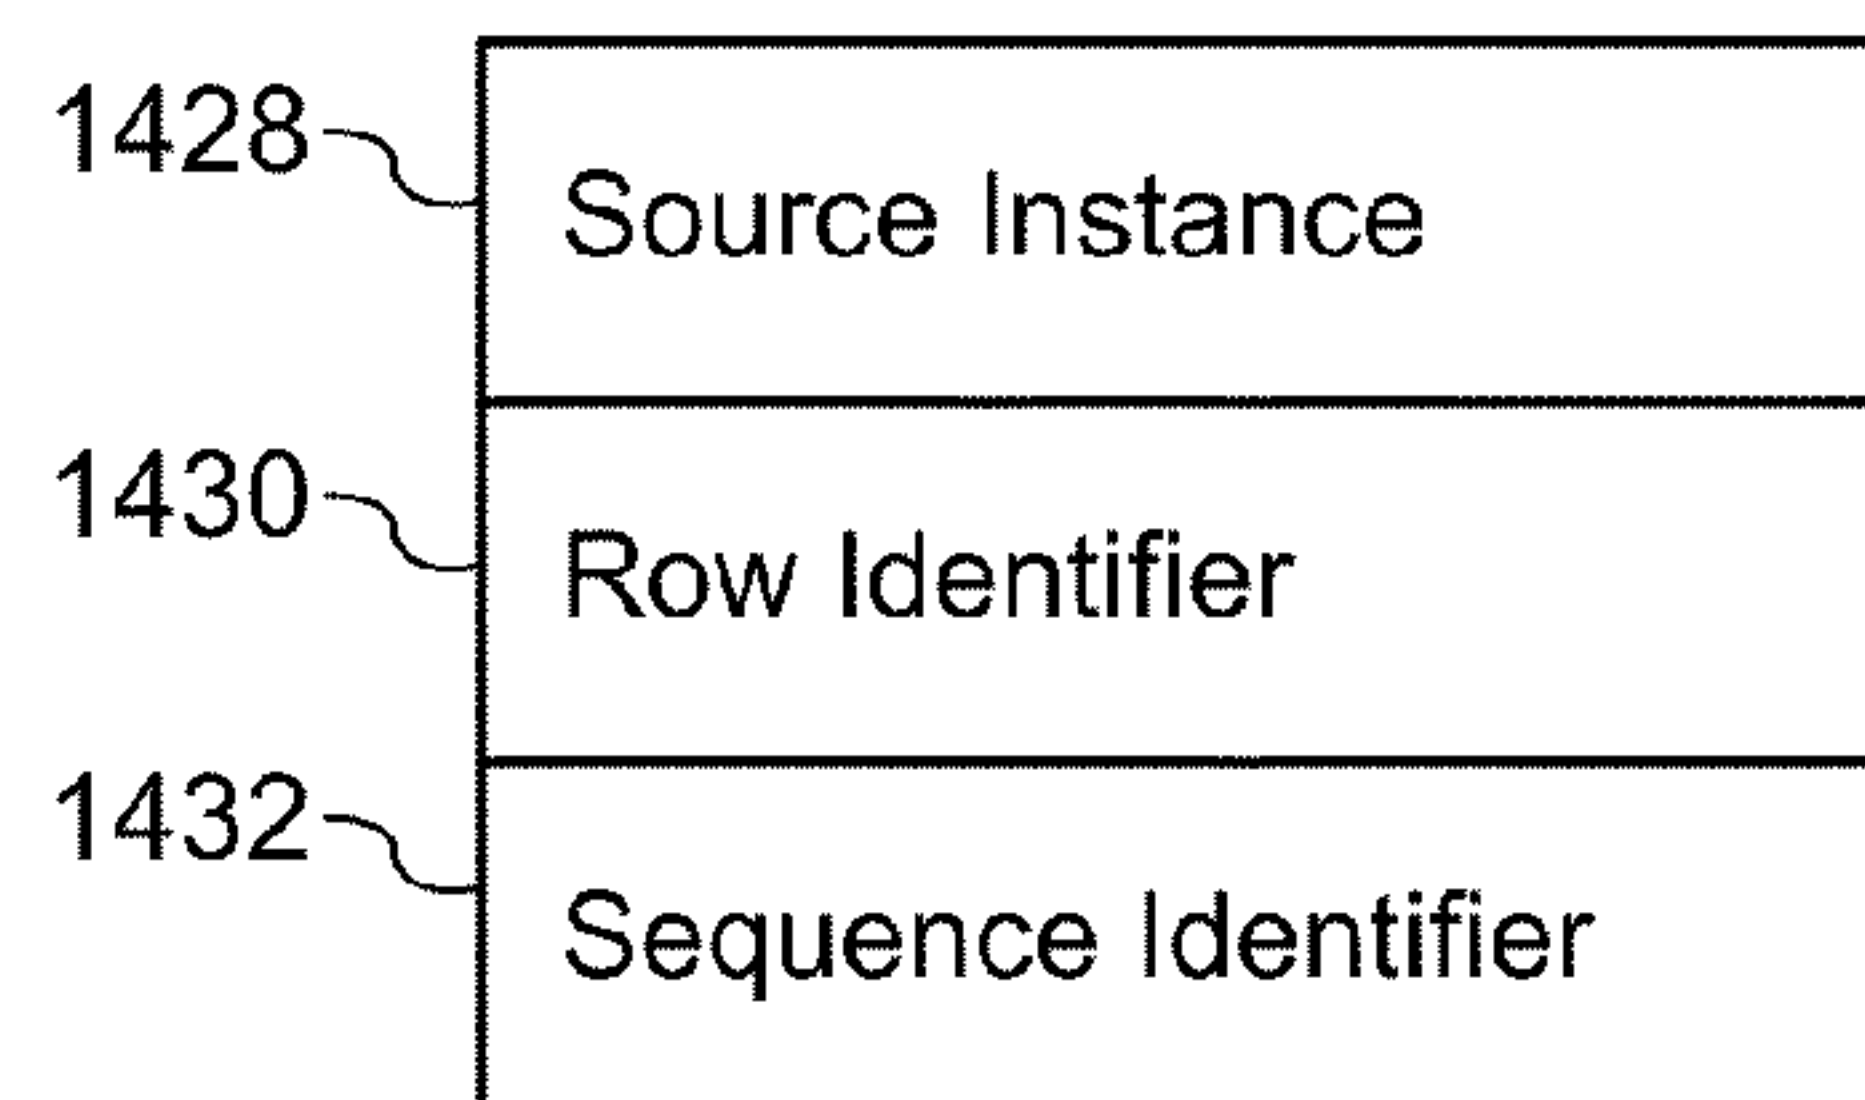 1428
Source Instance
1430
Row Identifier
1432
Sequence Identifier